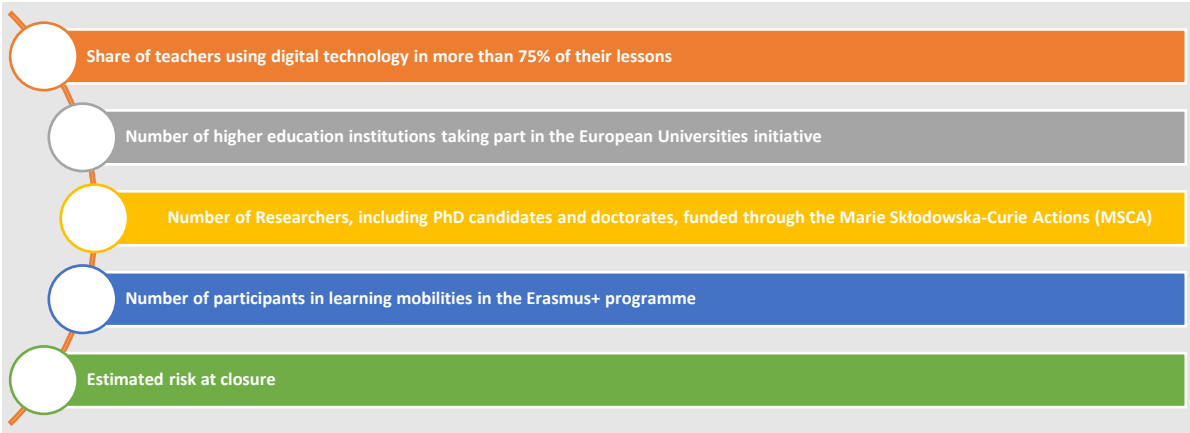 Share of teachers using digital technology in more than 75% of their lessons
Number of higher education institutions taking part in the European Universities initiative
Number of Researchers, including PhD candidates and doctorates, funded through the Marie Skłodowska-Curie Actions (MSCA)
Number of participants in learning mobilities in the Erasmus+ programme
Estimated risk at closure